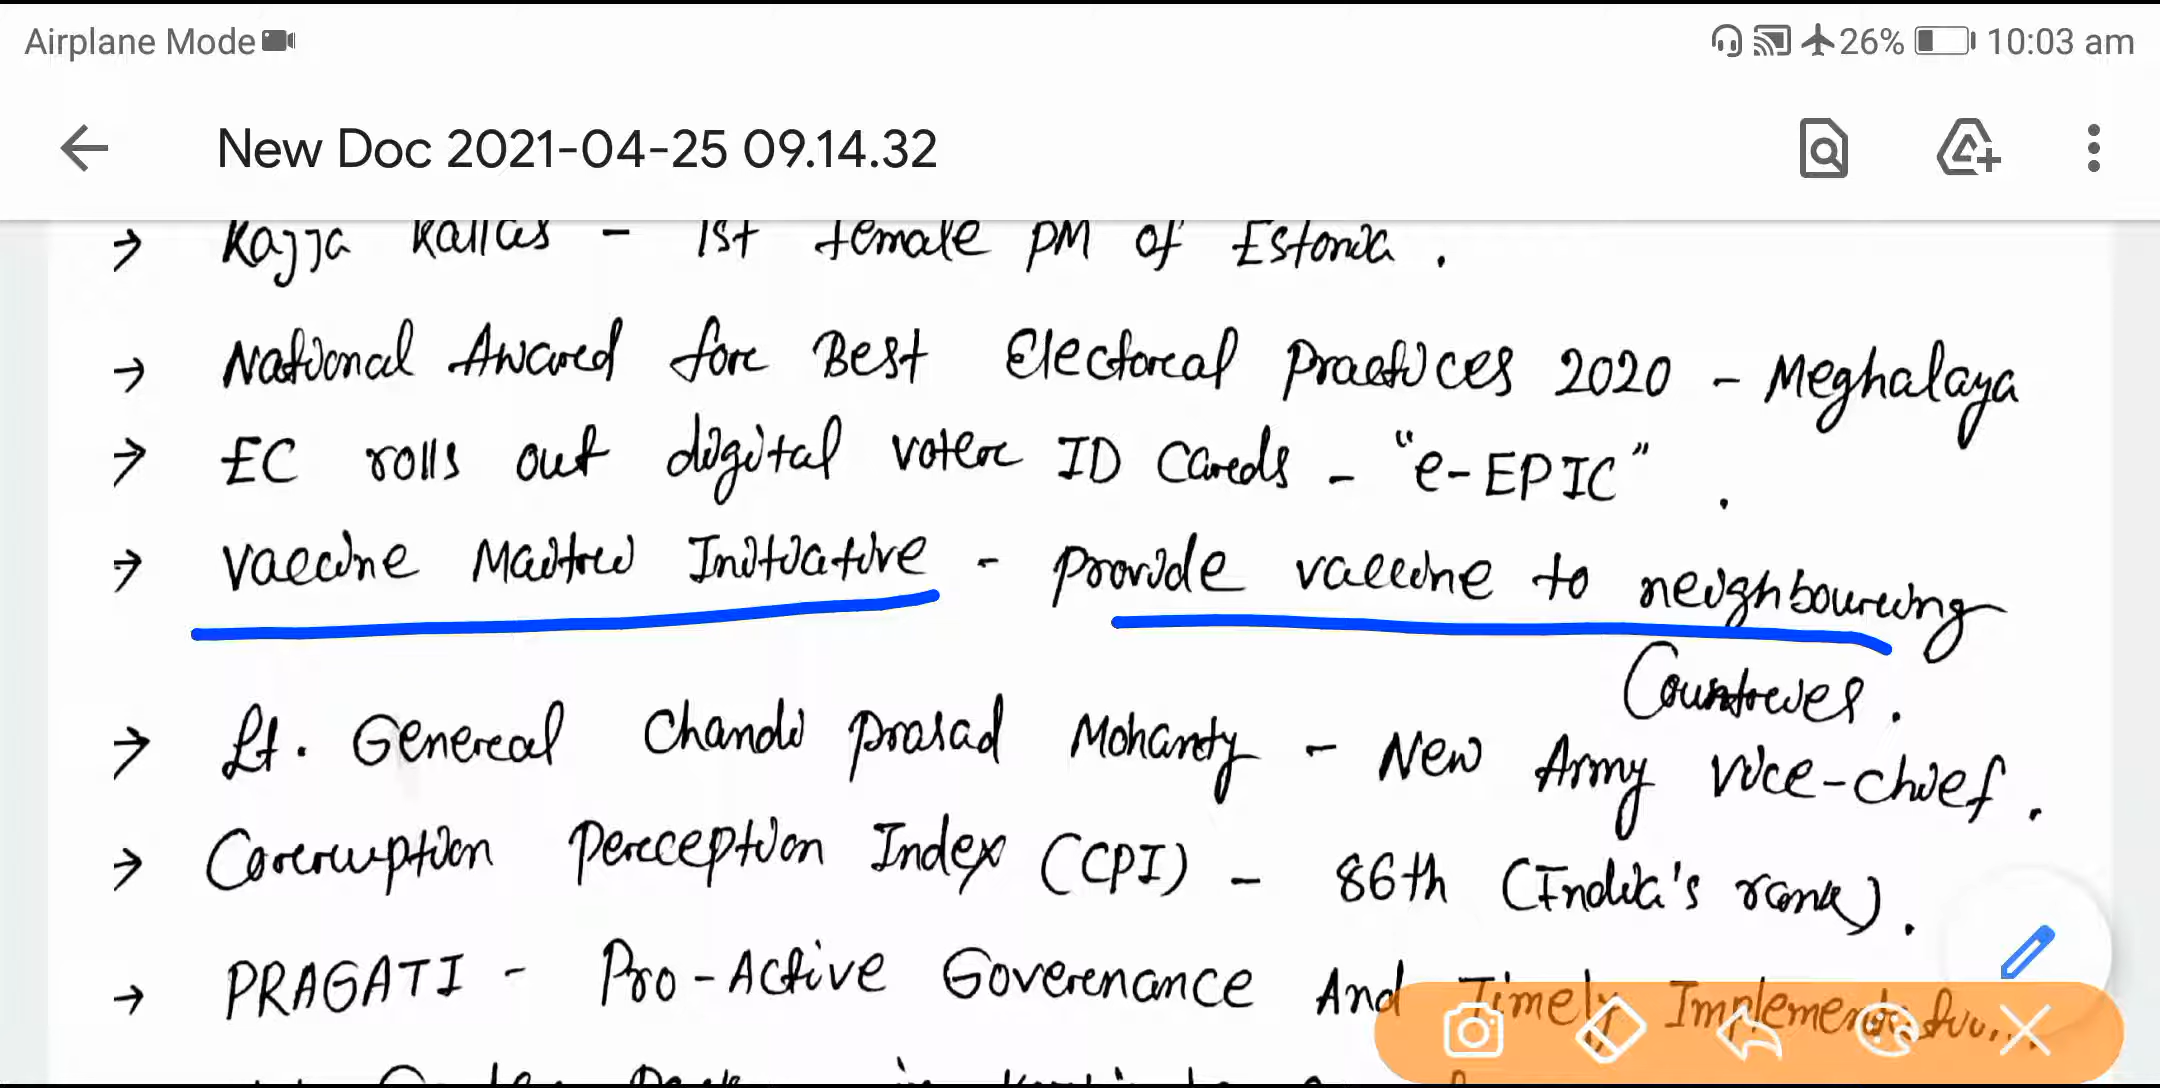 Airplane Mode 26% 10:03 am
New Doc 2021-04-25 09.14.32
→ Kajja Kallas - 1st female PM of Estonia .
→ National Award for Best Electoral Practices 2020 - Meghalaya
→ EC rolls out digital voter ID Cards - "e-EPIC" .
→ Vaccine Maitri Initiative - Provide vaccine to neighbouring
Countries .
→ Lt. General Chandi Prasad Mohanty - New Army Vice-chief .
→ Corruption Perception Index (CPI) - 86th (India's rank) .
→ PRAGATI - Pro-Active Governance And Timely